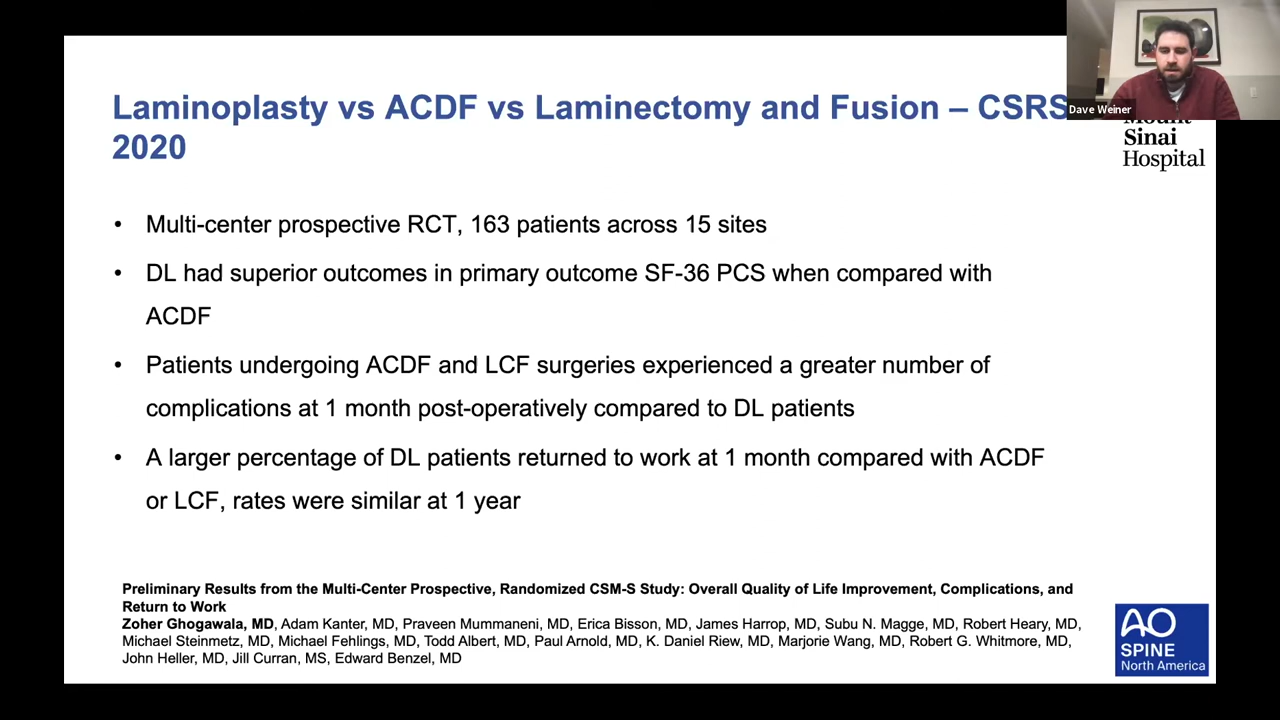 Laminoplasty vs ACDF vs Laminectomy and Fusion – CSRS
2020
Dave Weiner
Mount
Sinai
Hospital
• Multi-center prospective RCT, 163 patients across 15 sites
• DL had superior outcomes in primary outcome SF-36 PCS when compared with
ACDF
• Patients undergoing ACDF and LCF surgeries experienced a greater number of
complications at 1 month post-operatively compared to DL patients
• A larger percentage of DL patients returned to work at 1 month compared with ACDF
or LCF, rates were similar at 1 year
Preliminary Results from the Multi-Center Prospective, Randomized CSM-S Study: Overall Quality of Life Improvement, Complications, and
Return to Work
Zoher Ghogawala, MD, Adam Kanter, MD, Praveen Mummaneni, MD, Erica Bisson, MD, James Harrop, MD, Subu N. Magge, MD, Robert Heary, MD,
Michael Steinmetz, MD, Michael Fehlings, MD, Todd Albert, MD, Paul Arnold, MD, K. Daniel Riew, MD, Marjorie Wang, MD, Robert G. Whitmore, MD,
John Heller, MD, Jill Curran, MS, Edward Benzel, MD
AO
SPINE
North America